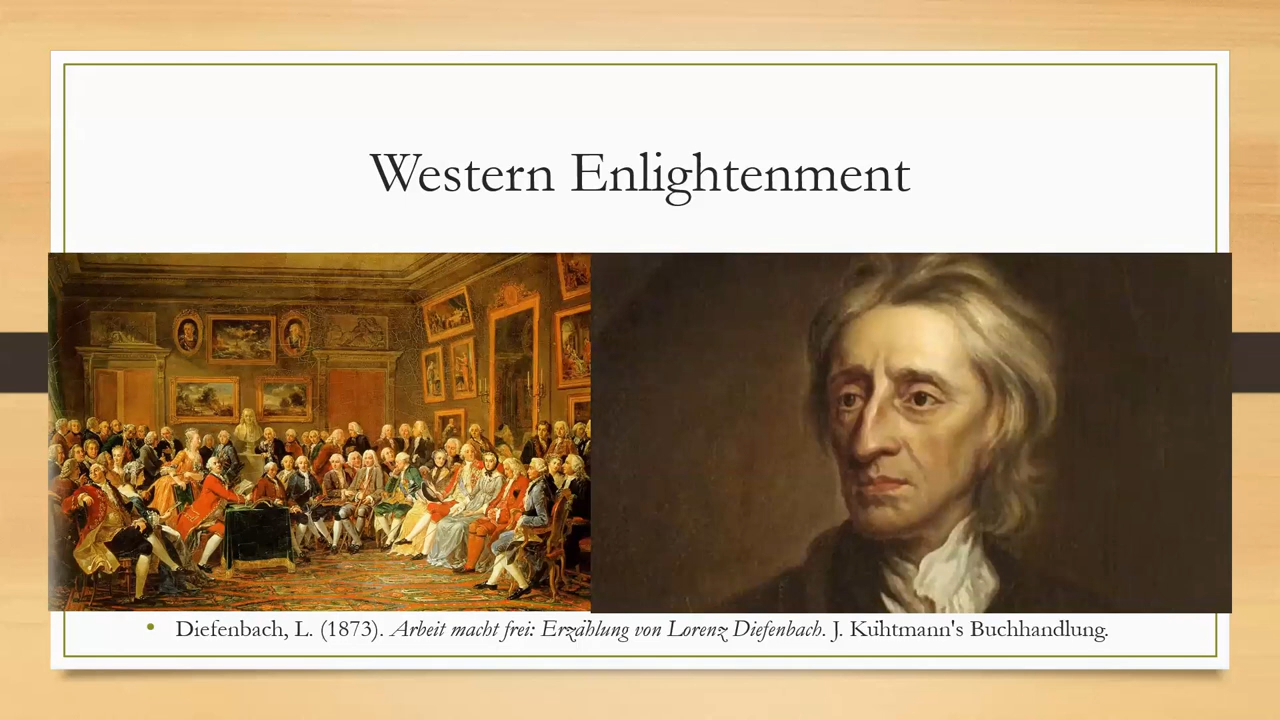 Western Enlightenment
• Diefenbach, L. (1873). Arbeit macht frei: Erzählung von Lorenz Diefenbach. J. Kühtmann's Buchhandlung.